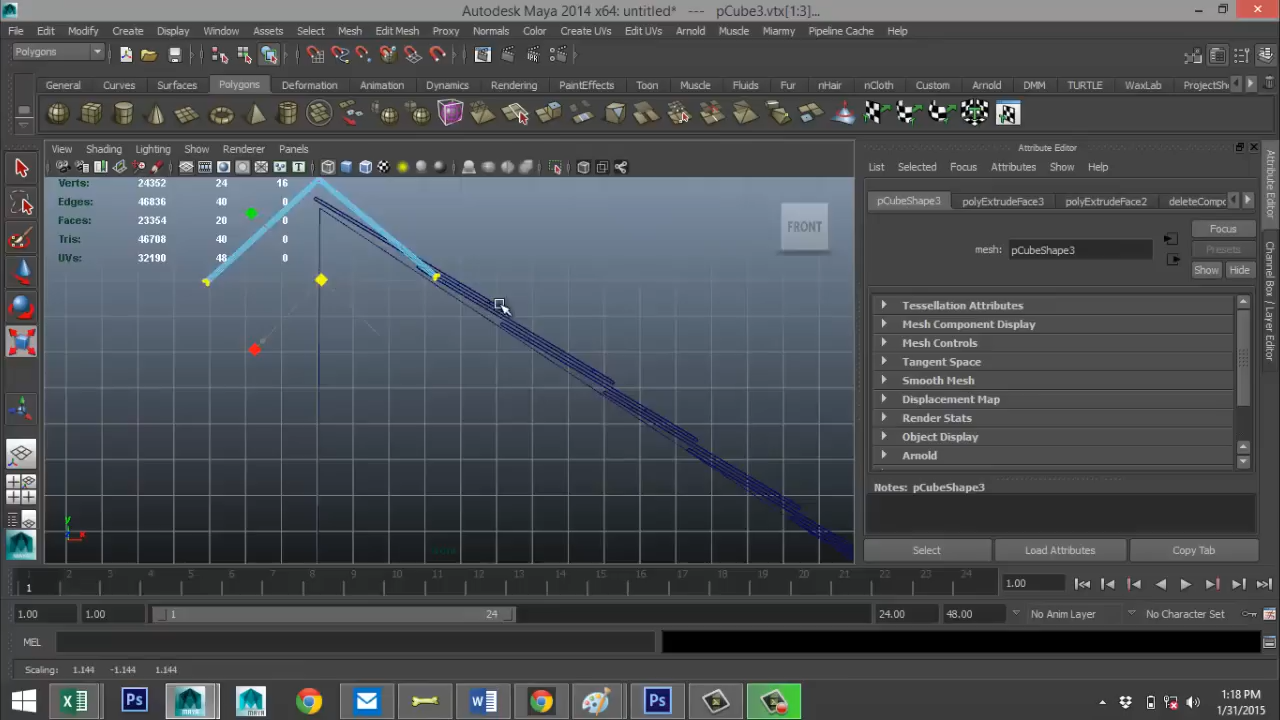 Autodesk Maya 2014 x64: untitled* --- pCube3.vtx[1:3]...
File Edit Modify Create Display Window Assets Select Mesh Edit Mesh Proxy Normals Color Create UVs Edit UVs Arnold Muscle Miarmy Pipeline Cache Help
Polygons
General Curves Surfaces Polygons Deformation Animation Dynamics Rendering PaintEffects Toon Muscle Fluids Fur nHair nCloth Custom Arnold DMM TURTLE WaxLab ProjectSh
View Shading Lighting Show Renderer Panels
Attribute Editor
List Selected Focus Attributes Show Help
Verts: 24352 24 16
Edges: 46836 40 0
Faces: 23354 20 0
Tris: 46708 40 0
UVs: 32190 48 0
FRONT
y
x
pCubeShape3 polyExtrudeFace3 polyExtrudeFace2 deleteCompo
mesh: pCubeShape3
Focus
Presets
Show Hide
Tessellation Attributes
Mesh Component Display
Mesh Controls
Tangent Space
Smooth Mesh
Displacement Map
Render Stats
Object Display
Arnold
Notes: pCubeShape3
Select Load Attributes Copy Tab
Attribute Editor
Channel Box / Layer Editor
1 2 3 4 5 6 7 8 9 10 11 12 13 14 15 16 17 18 19 20 21 22 23 24
1
1.00
1.00 1.00 1 24 24.00 48.00 No Anim Layer No Character Set
MEL
Scaling: 1.144 -1.144 1.144
1:18 PM
1/31/2015